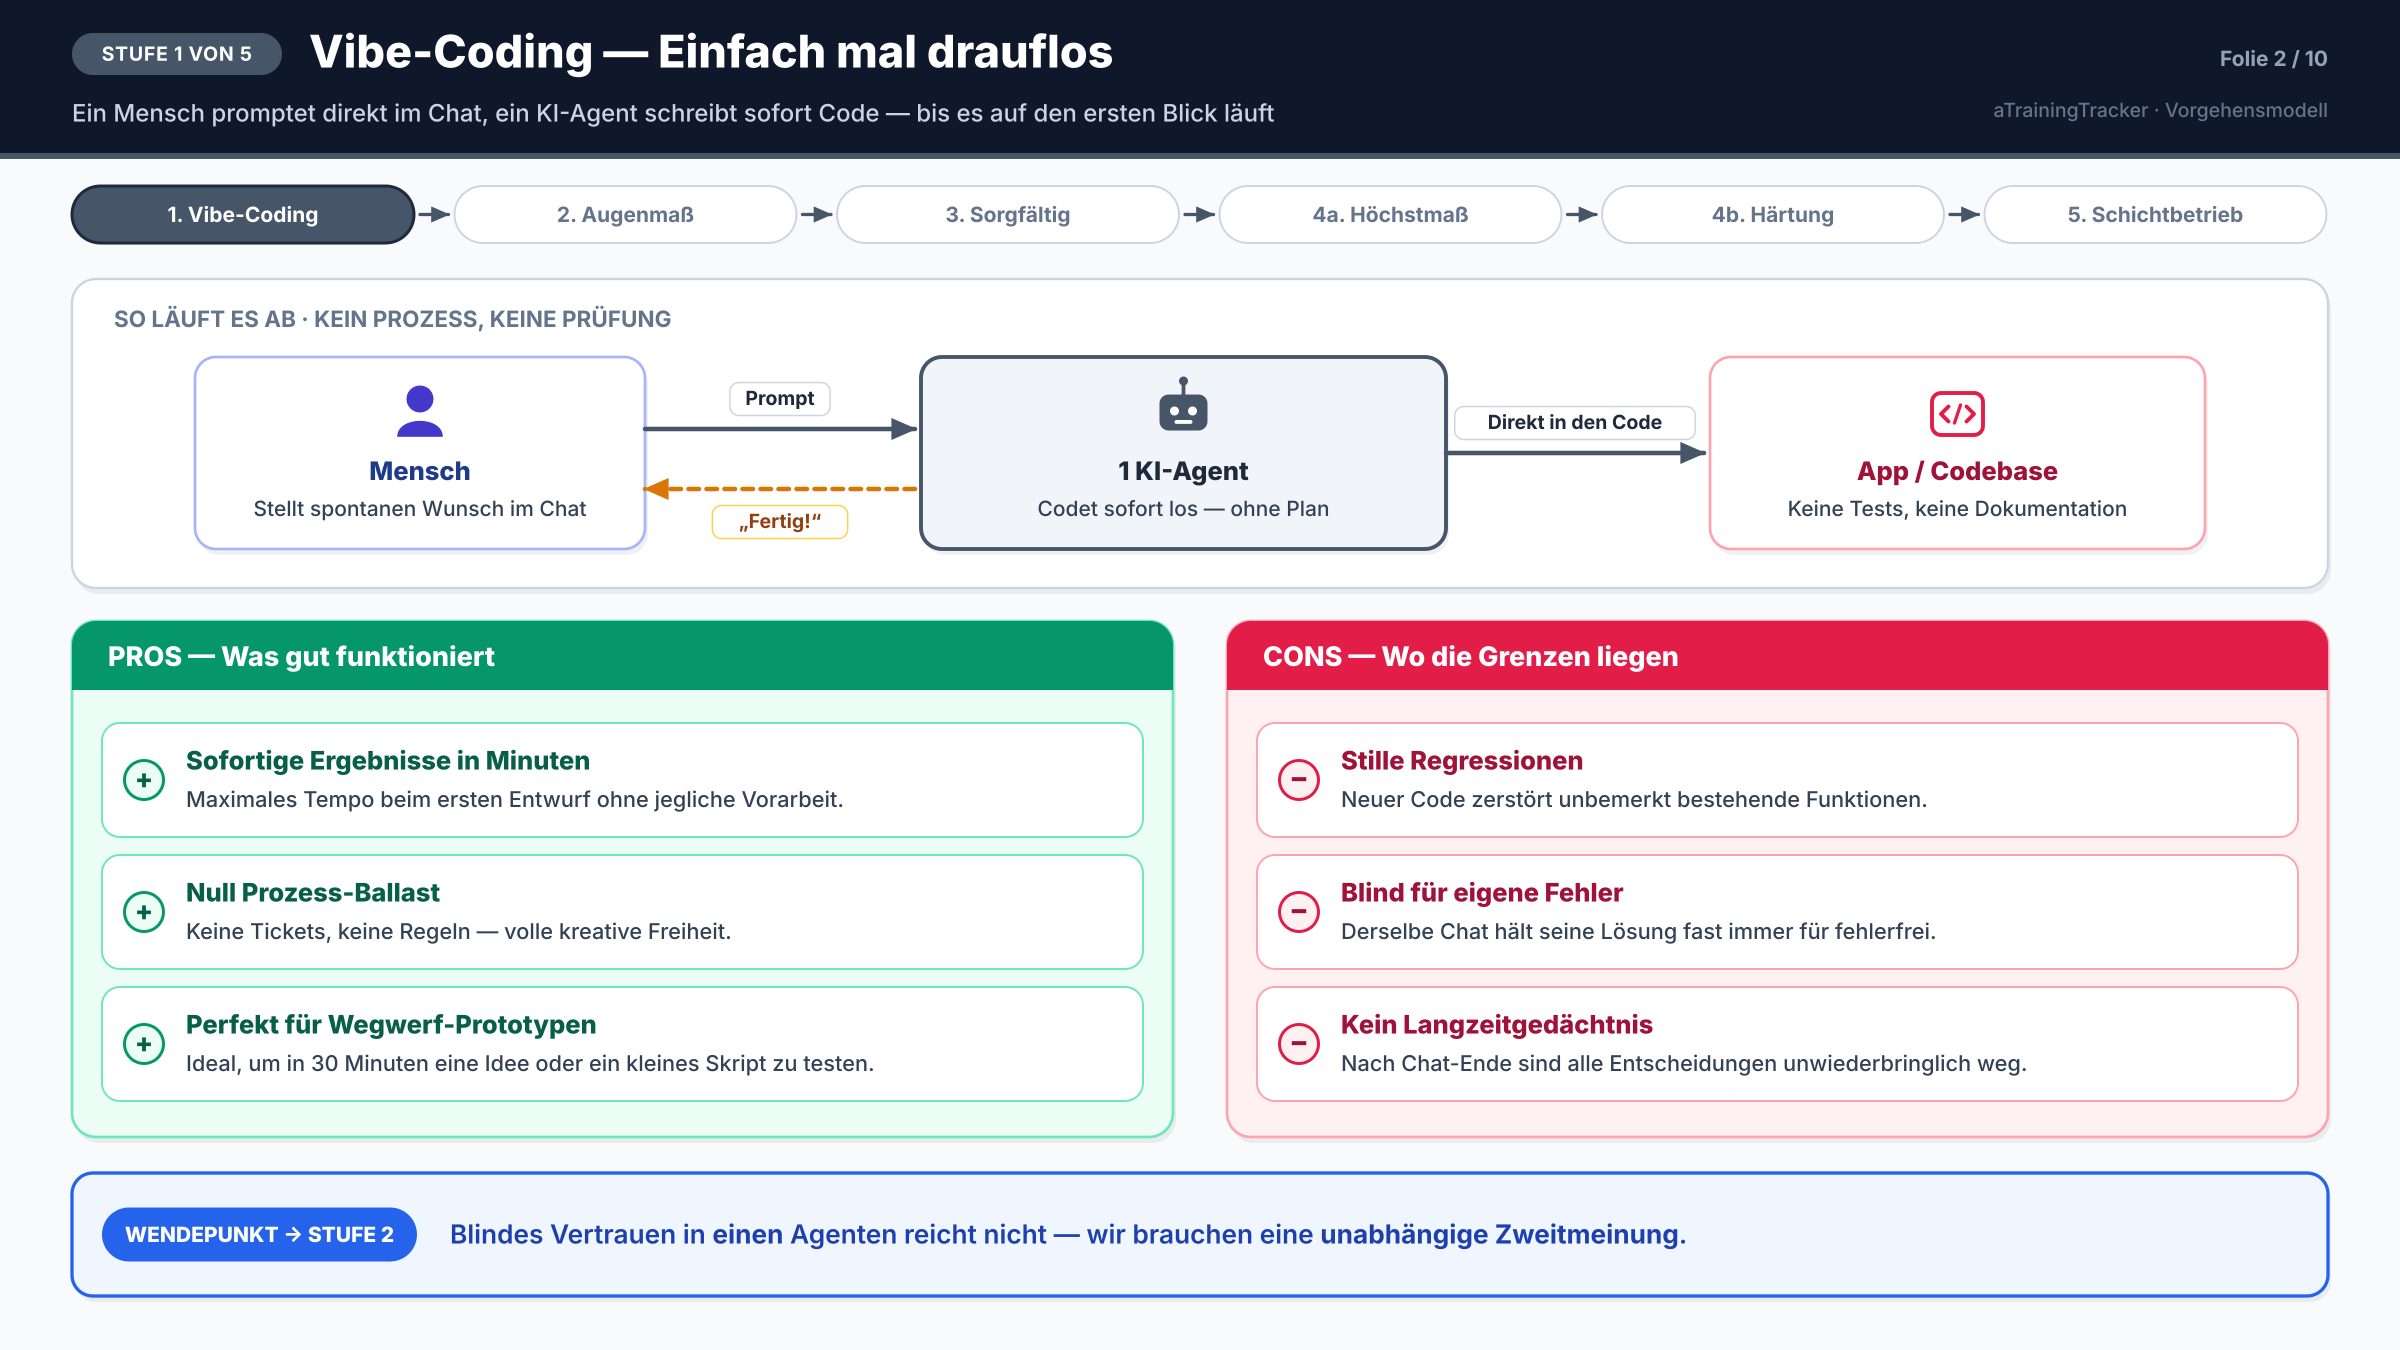 STUFE 1 VON 5
Vibe-Coding — Einfach mal drauflos
Folie 2 / 10
Ein Mensch promptet direkt im Chat, ein KI-Agent schreibt sofort Code — bis es auf den ersten Blick läuft
aTrainingTracker · Vorgehensmodell
1. Vibe-Coding
2. Augenmaß
3. Sorgfältig
4a. Höchstmaß
4b. Härtung
5. Schichtbetrieb
SO LÄUFT ES AB · KEIN PROZESS, KEINE PRÜFUNG
Mensch
Stellt spontanen Wunsch im Chat
Prompt
„Fertig!“
1 KI-Agent
Codet sofort los — ohne Plan
Direkt in den Code
App / Codebase
Keine Tests, keine Dokumentation
PROS — Was gut funktioniert
+
Sofortige Ergebnisse in Minuten
Maximales Tempo beim ersten Entwurf ohne jegliche Vorarbeit.
+
Null Prozess-Ballast
Keine Tickets, keine Regeln — volle kreative Freiheit.
+
Perfekt für Wegwerf-Prototypen
Ideal, um in 30 Minuten eine Idee oder ein kleines Skript zu testen.
CONS — Wo die Grenzen liegen
−
Stille Regressionen
Neuer Code zerstört unbemerkt bestehende Funktionen.
−
Blind für eigene Fehler
Derselbe Chat hält seine Lösung fast immer für fehlerfrei.
−
Kein Langzeitgedächtnis
Nach Chat-Ende sind alle Entscheidungen unwiederbringlich weg.
WENDEPUNKT → STUFE 2
Blindes Vertrauen in einen Agenten reicht nicht — wir brauchen eine unabhängige Zweitmeinung.